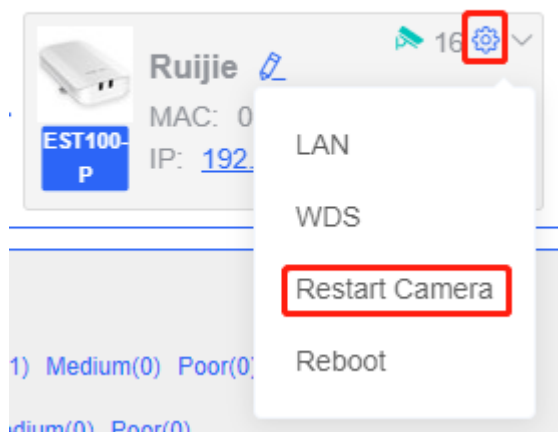 Ruijie
16
MAC: 0
EST100-
P
IP: 192.
LAN
WDS
Restart Camera
Reboot
1) Medium(0) Poor(0)
dium(0) Poor(0)